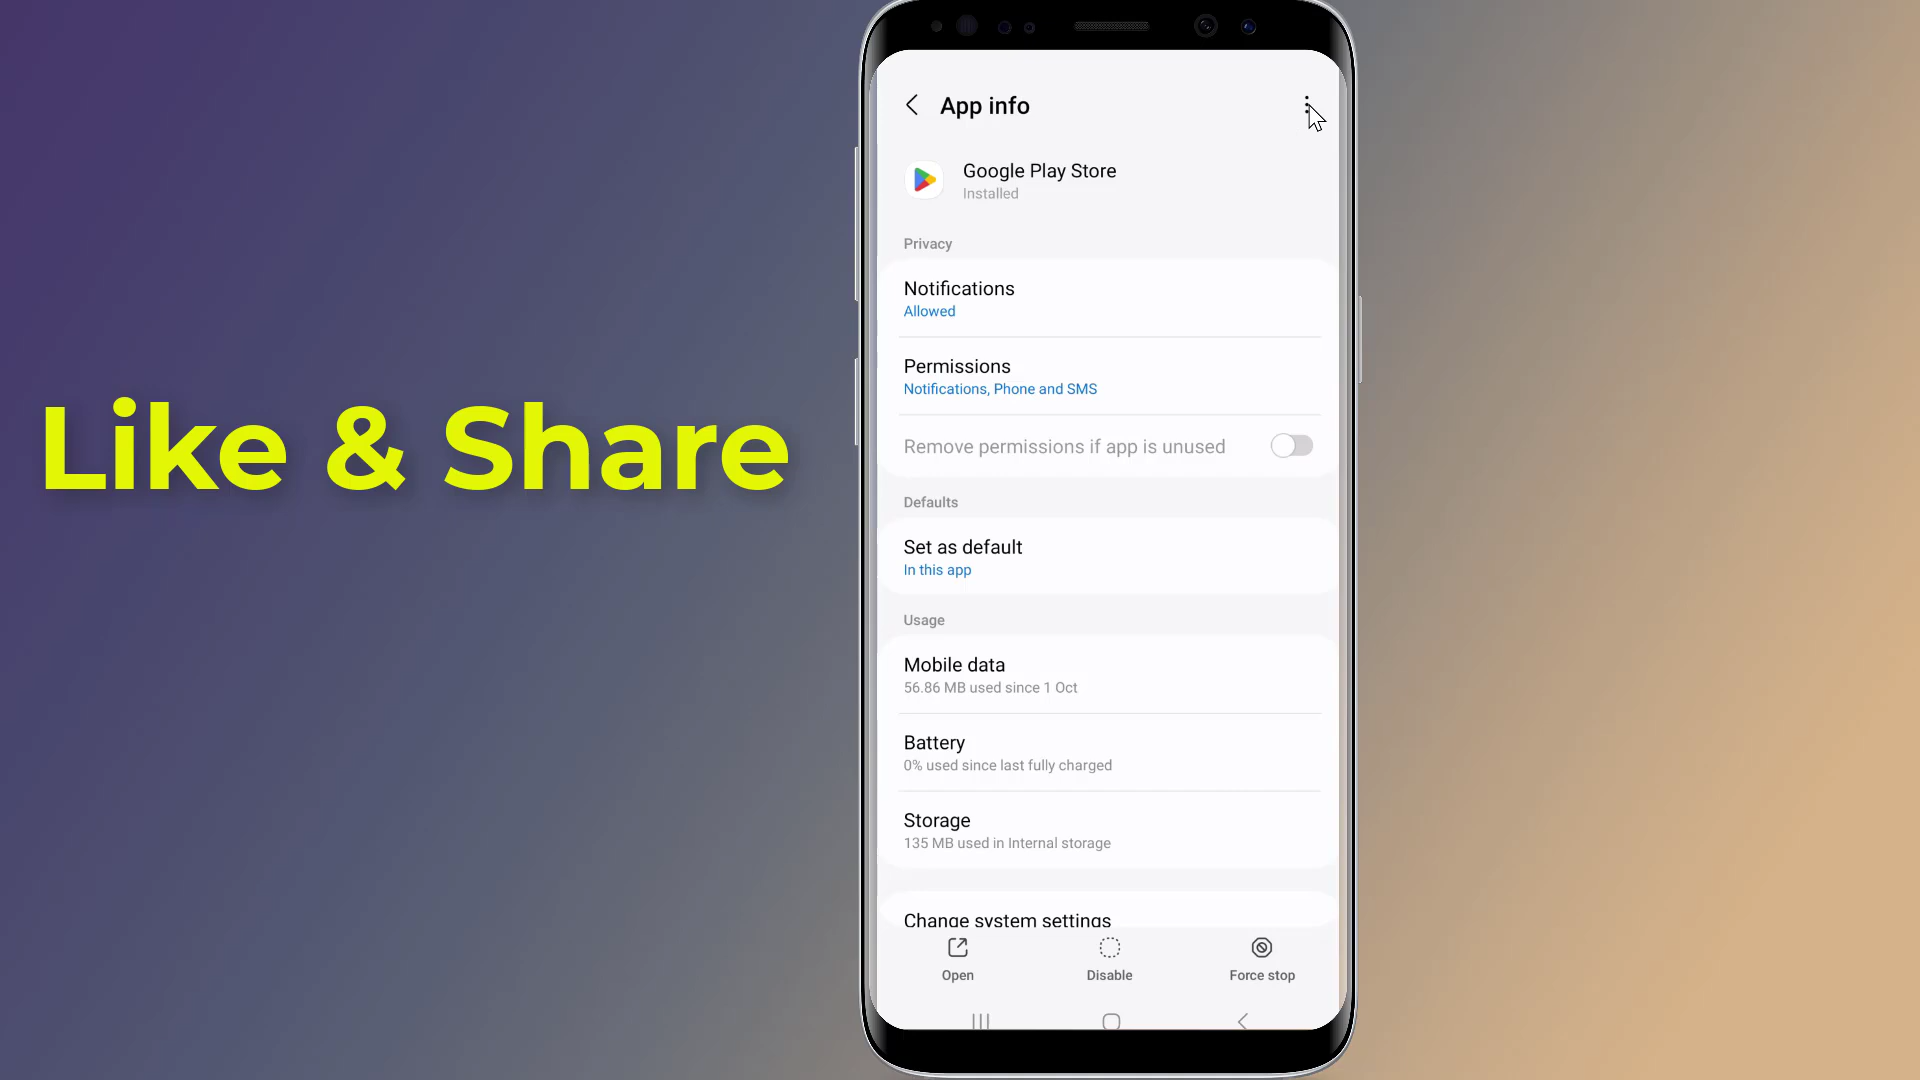 Like & Share
App info
Google Play Store
Installed
Privacy
Notifications
Allowed
Permissions
Notifications, Phone and SMS
Remove permissions if app is unused
Defaults
Set as default
In this app
Usage
Mobile data
56.86 MB used since 1 Oct
Battery
0% used since last fully charged
Storage
135 MB used in Internal storage
Change system settings
Open
Disable
Force stop